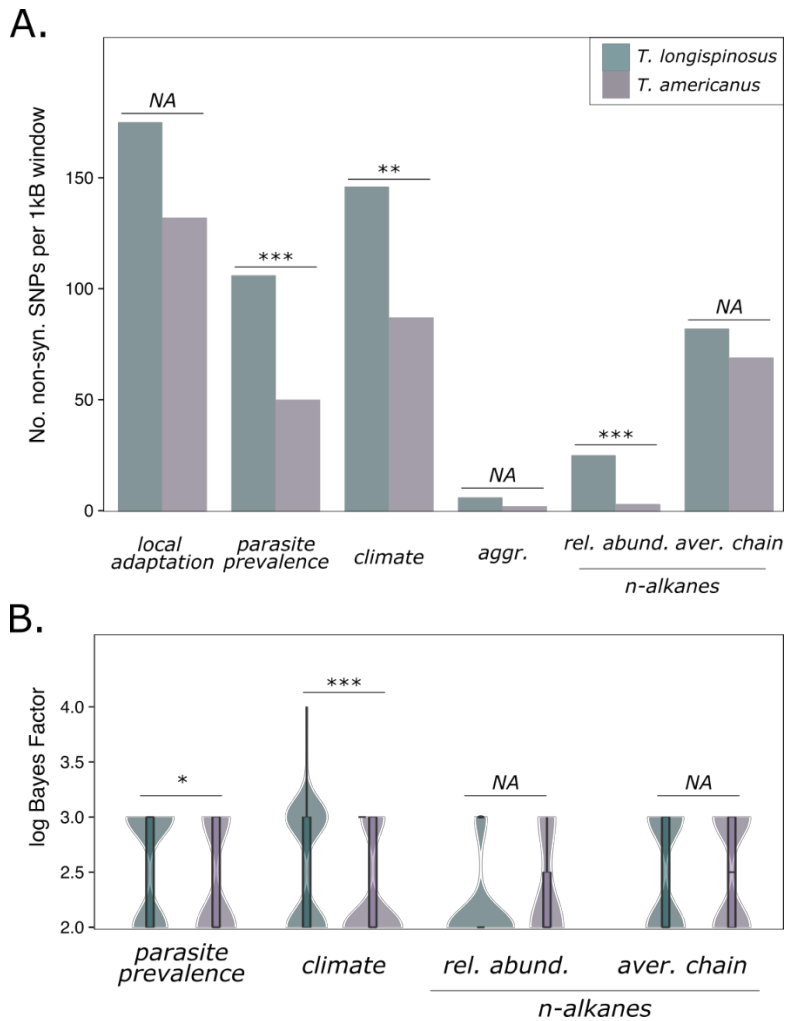 A.
T. longispinosus
T. americanus
No. non-syn. SNPs per 1kB window
150
100
50
0
NA
***
**
NA
***
NA
local
adaptation
parasite
prevalence
climate
aggr.
rel. abund. aver. chain
n-alkanes
B.
log Bayes Factor
4.0
3.5
3.0
2.5
2.0
*
***
NA
NA
parasite
prevalence
climate
rel. abund.
aver. chain
n-alkanes